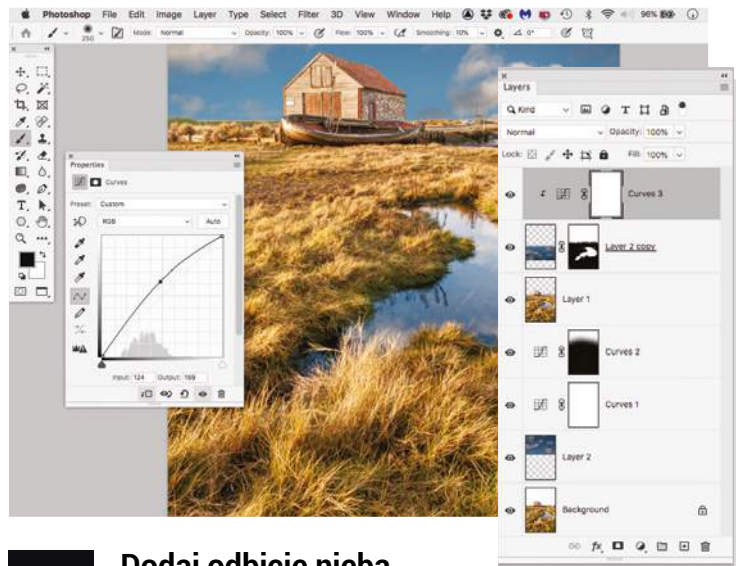 Photoshop File Edit Image Layer Type Select Filter 3D View Window Help 96%
250 Mode: Normal Opacity: 100% Flow: 100% Smoothing: 10% 0°
Properties
Curves
Preset: Custom
RGB Auto
Input: 124 Output: 159
Layers
Kind
Normal Opacity: 100%
Lock: Fill: 100%
Curves 3
Layer 2 copy
Layer 1
Curves 2
Curves 1
Layer 2
Background
Dodaj odbicie nieba